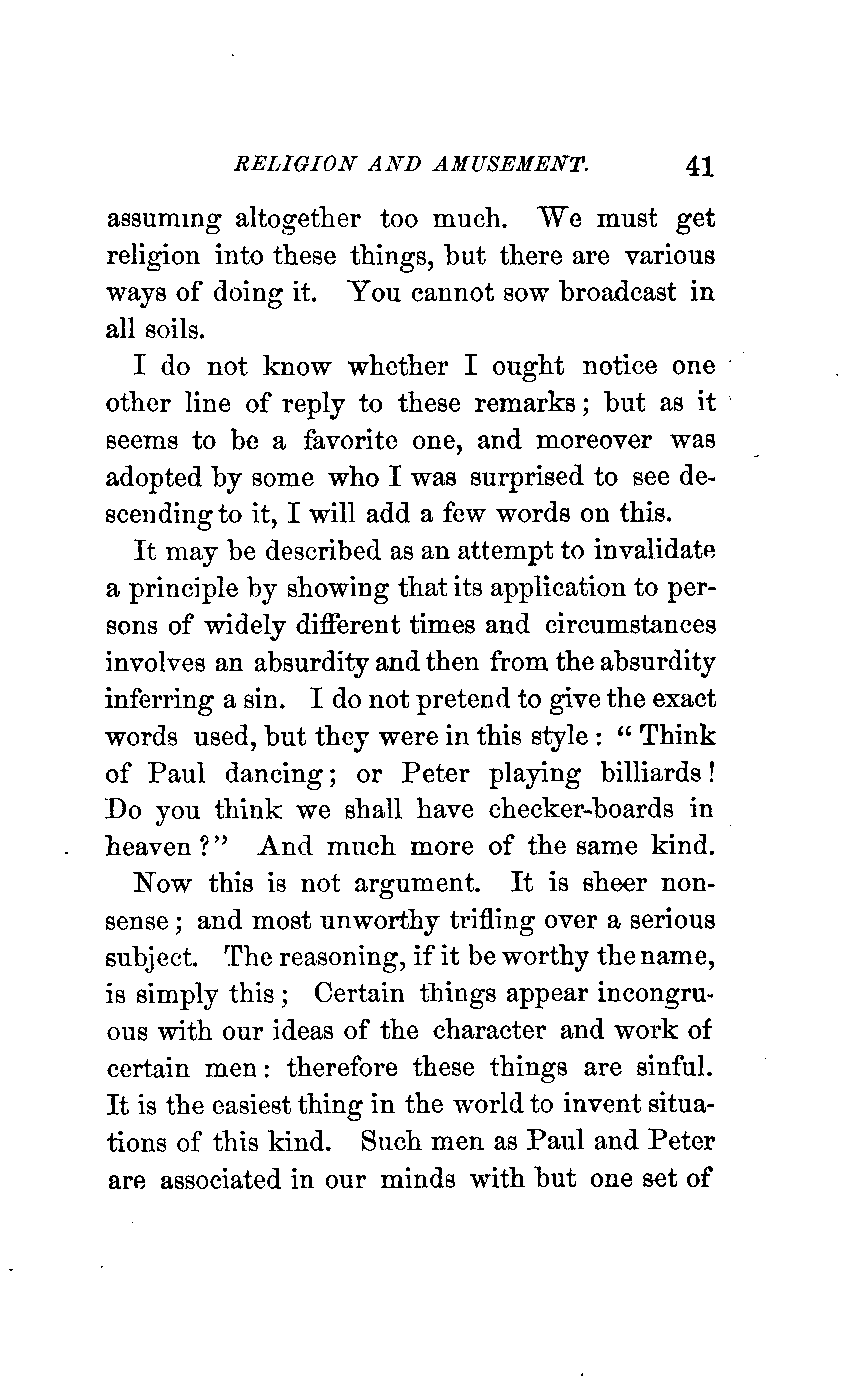 RELIGION AND AMUSEMENT. 41
assuming altogether too much. We must get
religion into these things, but there are various
ways of doing it. You cannot sow broadcast in
all soils.
I do not know whether I ought notice one
other line of reply to these remarks; but as it
seems to be a favorite one, and moreover was
adopted by some who I was surprised to see de-
scending to it, I will add a few words on this.
It may be described as an attempt to invalidate
a principle by showing that its application to per-
sons of widely different times and circumstances
involves an absurdity and then from the absurdity
inferring a sin. I do not pretend to give the exact
words used, but they were in this style: “Think
of Paul dancing; or Peter playing billiards!
Do you think we shall have checker-boards in
heaven?” And much more of the same kind.
Now this is not argument. It is sheer non-
sense; and most unworthy trifling over a serious
subject. The reasoning, if it be worthy the name,
is simply this; Certain things appear incongru-
ous with our ideas of the character and work of
certain men: therefore these things are sinful.
It is the easiest thing in the world to invent situa-
tions of this kind. Such men as Paul and Peter
are associated in our minds with but one set of